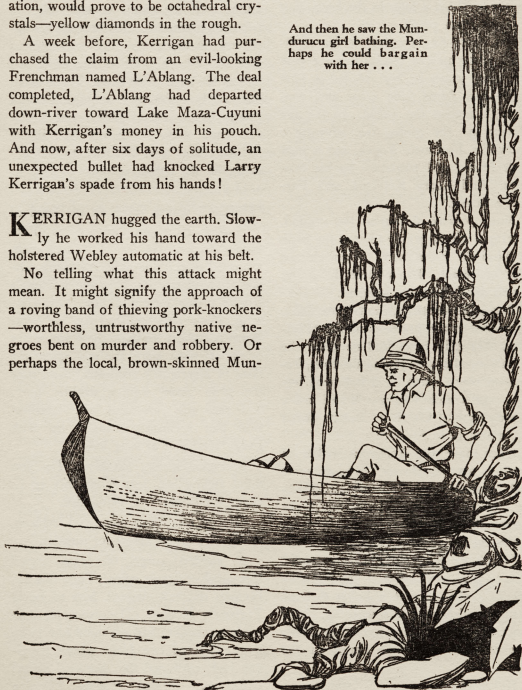 ation, would prove to be octahedral cry-
stals—yellow diamonds in the rough.
A week before, Kerrigan had pur-
chased the claim from an evil-looking
Frenchman named L'Ablang. The deal
completed, L'Ablang had departed
down-river toward Lake Maza-Cuyuni
with Kerrigan's money in his pouch.
And now, after six days of solitude, an
unexpected bullet had knocked Larry
Kerrigan's spade from his hands!
KERRIGAN hugged the earth. Slow-
ly he worked his hand toward the
holstered Webley automatic at his belt.
No telling what this attack might
mean. It might signify the approach of
a roving band of thieving pork-knockers
—worthless, untrustworthy native ne-
groes bent on murder and robbery. Or
perhaps the local, brown-skinned Mun-
And then he saw the Mun-
durucu girl bathing. Per-
haps he could bargain
with her . . .